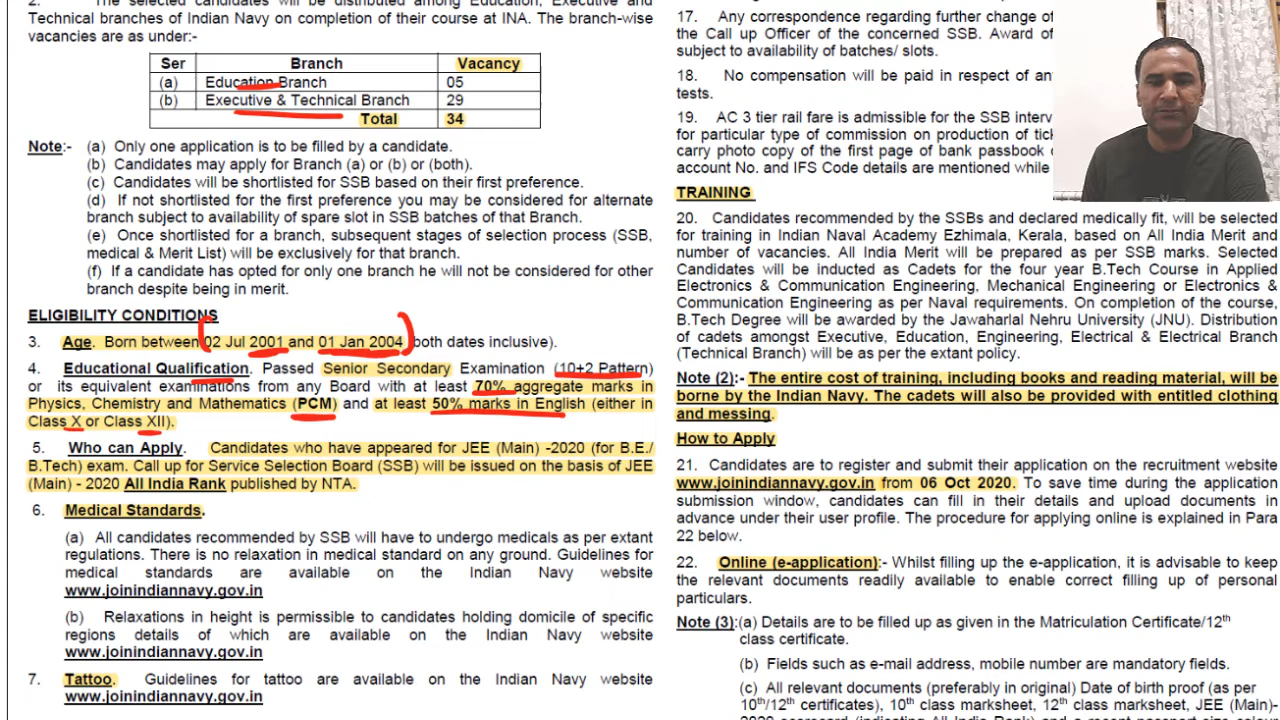 2. The selected candidates will be distributed among Education, Executive and
Technical branches of Indian Navy on completion of their course at INA. The branch-wise
vacancies are as under:-
Ser Branch Vacancy
(a) Education Branch 05
(b) Executive & Technical Branch 29
Total 34
Note:- (a) Only one application is to be filled by a candidate.
(b) Candidates may apply for Branch (a) or (b) or (both).
(c) Candidates will be shortlisted for SSB based on their first preference.
(d) If not shortlisted for the first preference you may be considered for alternate
branch subject to availability of spare slot in SSB batches of that Branch.
(e) Once shortlisted for a branch, subsequent stages of selection process (SSB,
medical & Merit List) will be exclusively for that branch.
(f) If a candidate has opted for only one branch he will not be considered for other
branch despite being in merit.
ELIGIBILITY CONDITIONS
3. Age. Born between 02 Jul 2001 and 01 Jan 2004 both dates inclusive).
4. Educational Qualification. Passed Senior Secondary Examination (10+2 Pattern)
or its equivalent examinations from any Board with at least 70% aggregate marks in
Physics, Chemistry and Mathematics (PCM) and at least 50% marks in English (either in
Class X or Class XII).
5. Who can Apply. Candidates who have appeared for JEE (Main) -2020 (for B.E./
B.Tech) exam. Call up for Service Selection Board (SSB) will be issued on the basis of JEE
(Main) - 2020 All India Rank published by NTA.
6. Medical Standards.
(a) All candidates recommended by SSB will have to undergo medicals as per extant
regulations. There is no relaxation in medical standard on any ground. Guidelines for
medical standards are available on the Indian Navy website
www.joinindiannavy.gov.in
(b) Relaxations in height is permissible to candidates holding domicile of specific
regions details of which are available on the Indian Navy website
www.joinindiannavy.gov.in
7. Tattoo. Guidelines for tattoo are available on the Indian Navy website
www.joinindiannavy.gov.in
17. Any correspondence regarding further change of
the Call up Officer of the concerned SSB. Award of
subject to availability of batches/ slots.
18. No compensation will be paid in respect of any
tests.
19. AC 3 tier rail fare is admissible for the SSB interv
for particular type of commission on production of tick
carry photo copy of the first page of bank passbook
account No. and IFS Code details are mentioned while
TRAINING
20. Candidates recommended by the SSBs and declared medically fit, will be selected
for training in Indian Naval Academy Ezhimala, Kerala, based on All India Merit and
number of vacancies. All India Merit will be prepared as per SSB marks. Selected
Candidates will be inducted as Cadets for the four year B.Tech Course in Applied
Electronics & Communication Engineering, Mechanical Engineering or Electronics &
Communication Engineering as per Naval requirements. On completion of the course,
B.Tech Degree will be awarded by the Jawaharlal Nehru University (JNU). Distribution
of cadets amongst Executive, Education, Engineering, Electrical & Electrical Branch
(Technical Branch) will be as per the extant policy.
Note (2):- The entire cost of training, including books and reading material, will be
borne by the Indian Navy. The cadets will also be provided with entitled clothing
and messing.
How to Apply
21. Candidates are to register and submit their application on the recruitment website
www.joinindiannavy.gov.in from 06 Oct 2020. To save time during the application
submission window, candidates can fill in their details and upload documents in
advance under their user profile. The procedure for applying online is explained in Para
22 below.
22. Online (e-application):- Whilst filling up the e-application, it is advisable to keep
the relevant documents readily available to enable correct filling up of personal
particulars.
Note (3):(a) Details are to be filled up as given in the Matriculation Certificate/12th
class certificate.
(b) Fields such as e-mail address, mobile number are mandatory fields.
(c) All relevant documents (preferably in original) Date of birth proof (as per
10th/12th certificates), 10th class marksheet, 12th class marksheet, JEE (Main)-